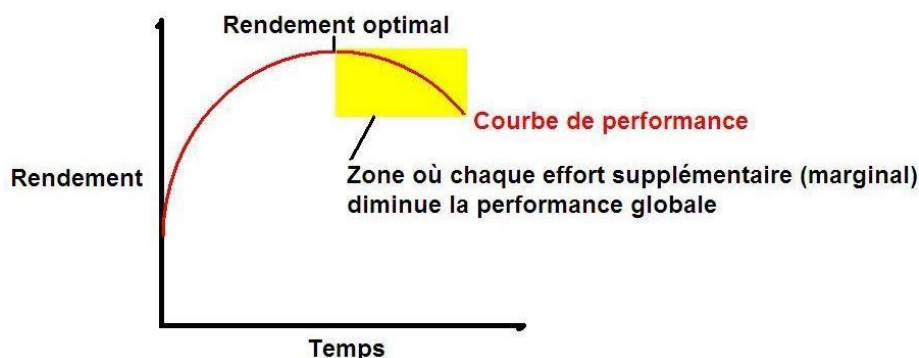 Rendement optimal
Courbe de performance
Rendement
Zone où chaque effort supplémentaire (marginal)
diminue la performance globale
Temps